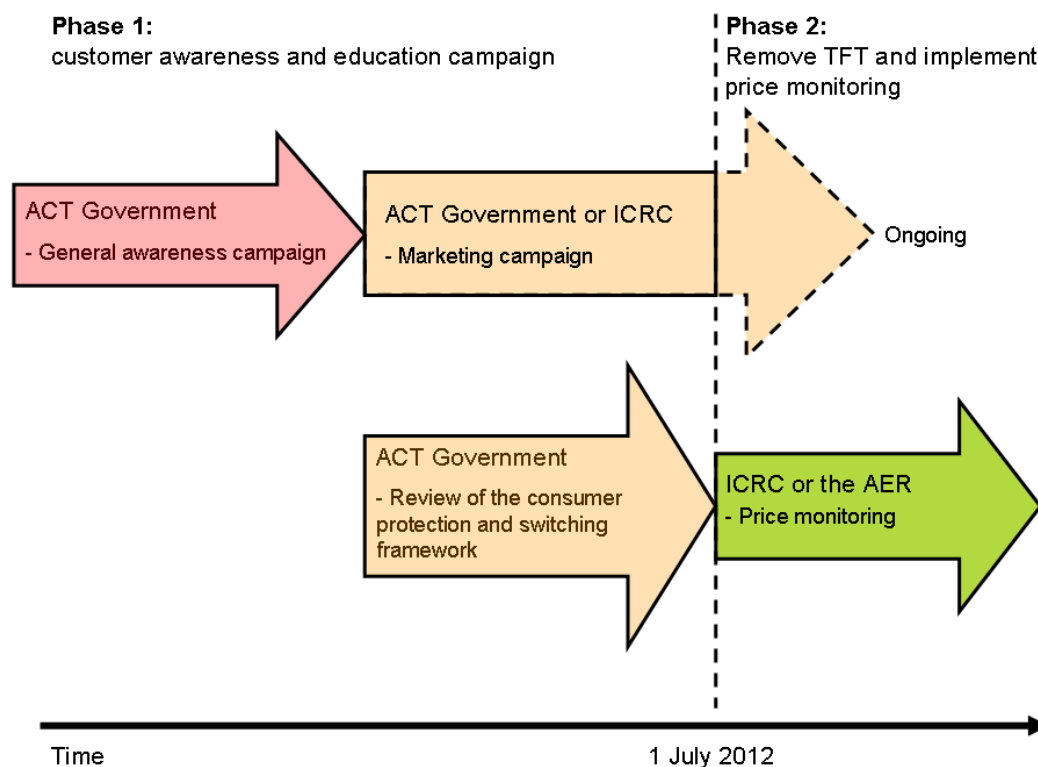 Phase 1:
customer awareness and education campaign
Phase 2:
Remove TFT and implement
price monitoring
ACT Government
- General awareness campaign
ACT Government or ICRC
- Marketing campaign
Ongoing
ACT Government
- Review of the consumer
protection and switching
framework
ICRC or the AER
- Price monitoring
Time
1 July 2012